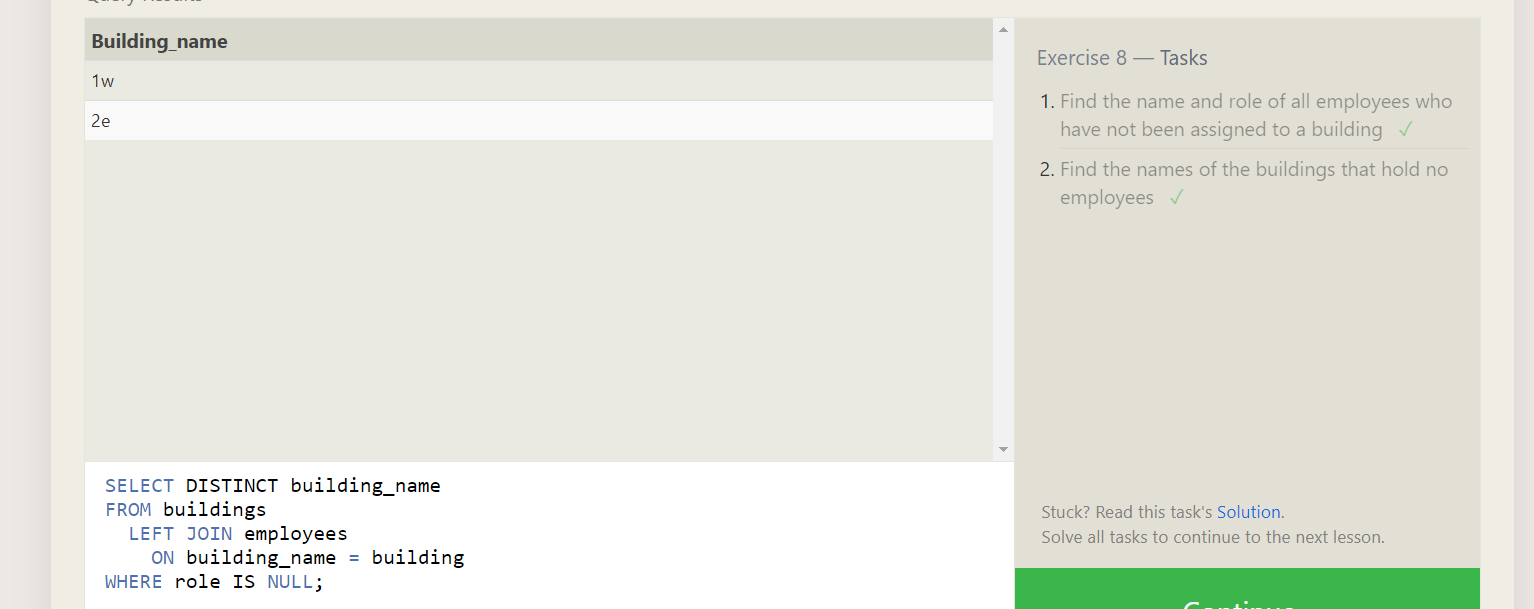 Query Results
Building_name
1w
2e
SELECT DISTINCT building_name
FROM buildings
LEFT JOIN employees
ON building_name = building
WHERE role IS NULL;
Exercise 8 — Tasks
1. Find the name and role of all employees who
have not been assigned to a building ✓
2. Find the names of the buildings that hold no
employees ✓
Stuck? Read this task's Solution.
Solve all tasks to continue to the next lesson.
Continue